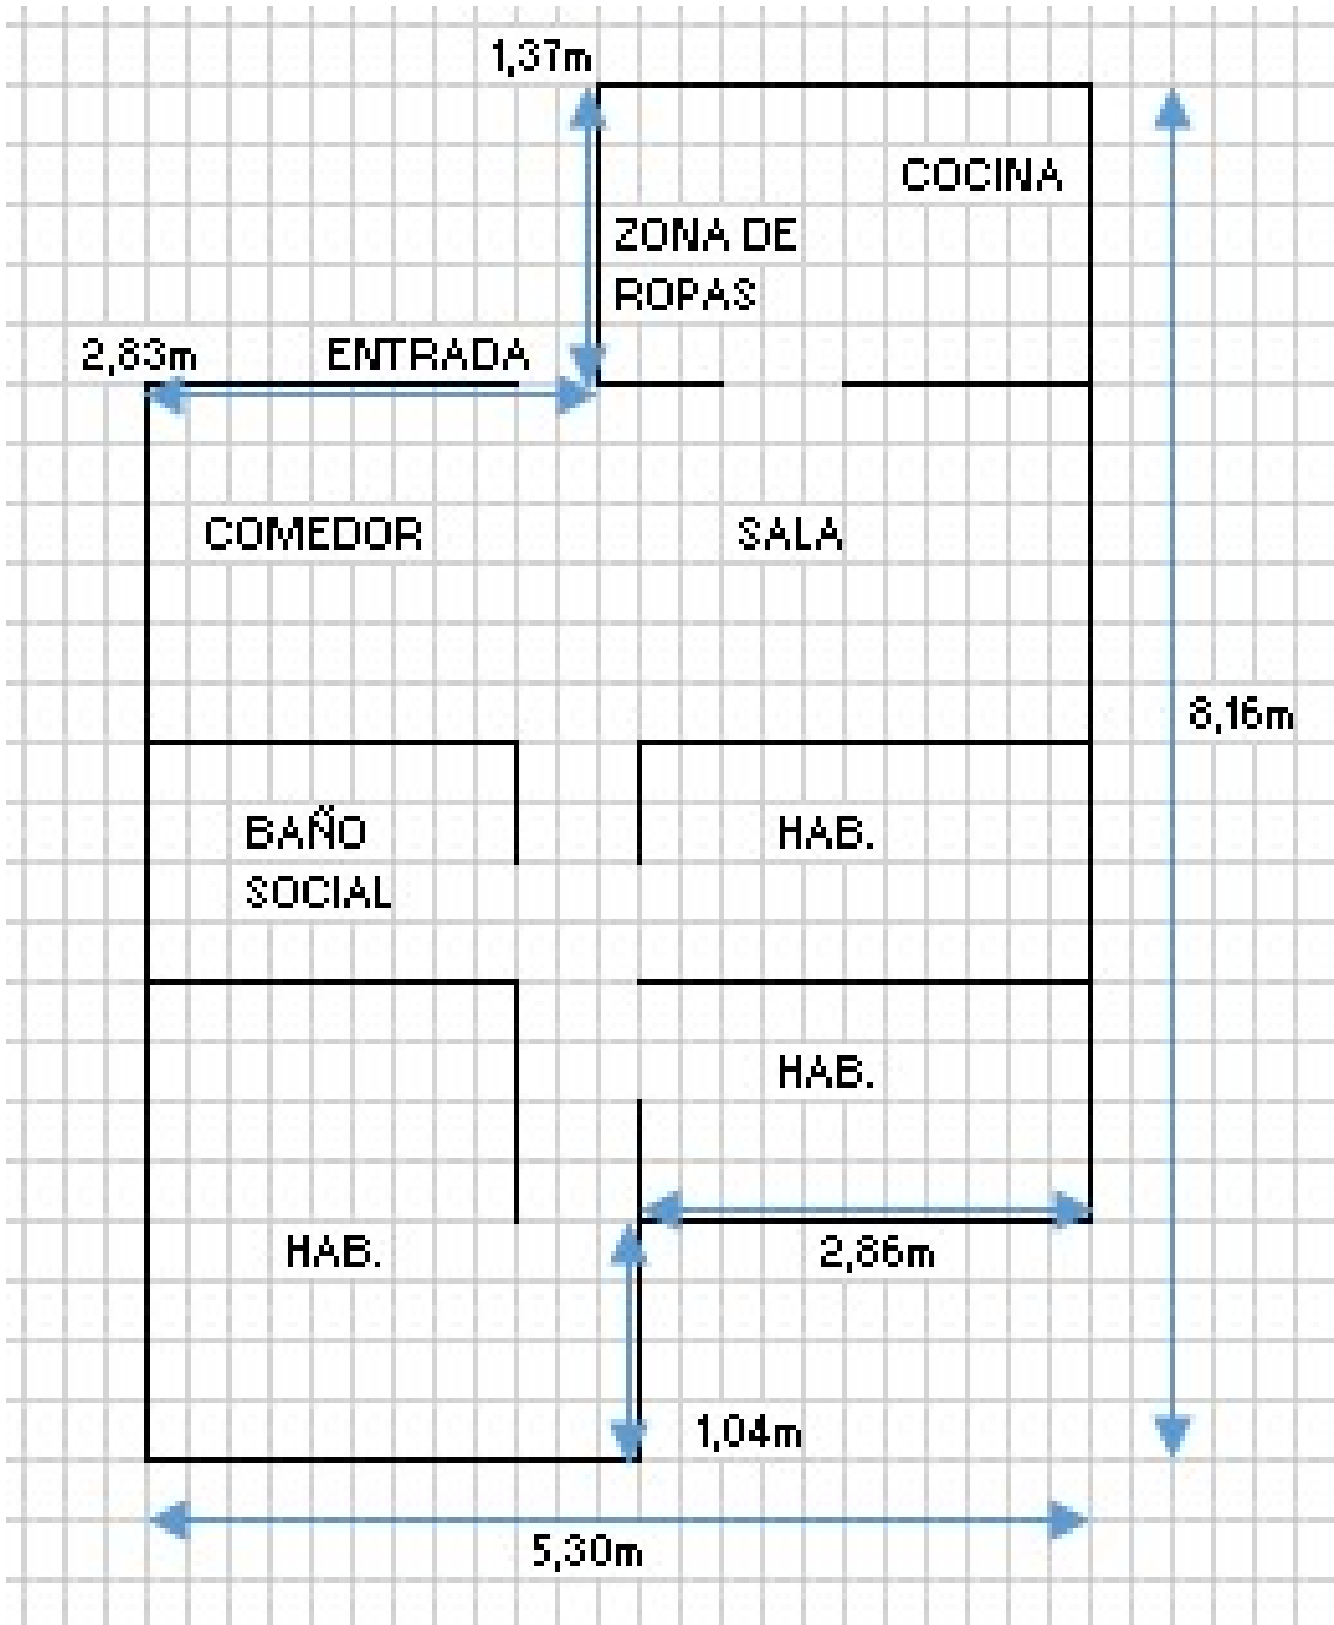 1,37m
COCINA
ZONA DE
ROPAS
2,83m
ENTRADA
COMEDOR
SALA
8,16m
BAÑO
SOCIAL
HAB.
HAB.
HAB.
2,86m
1,04m
5,30m